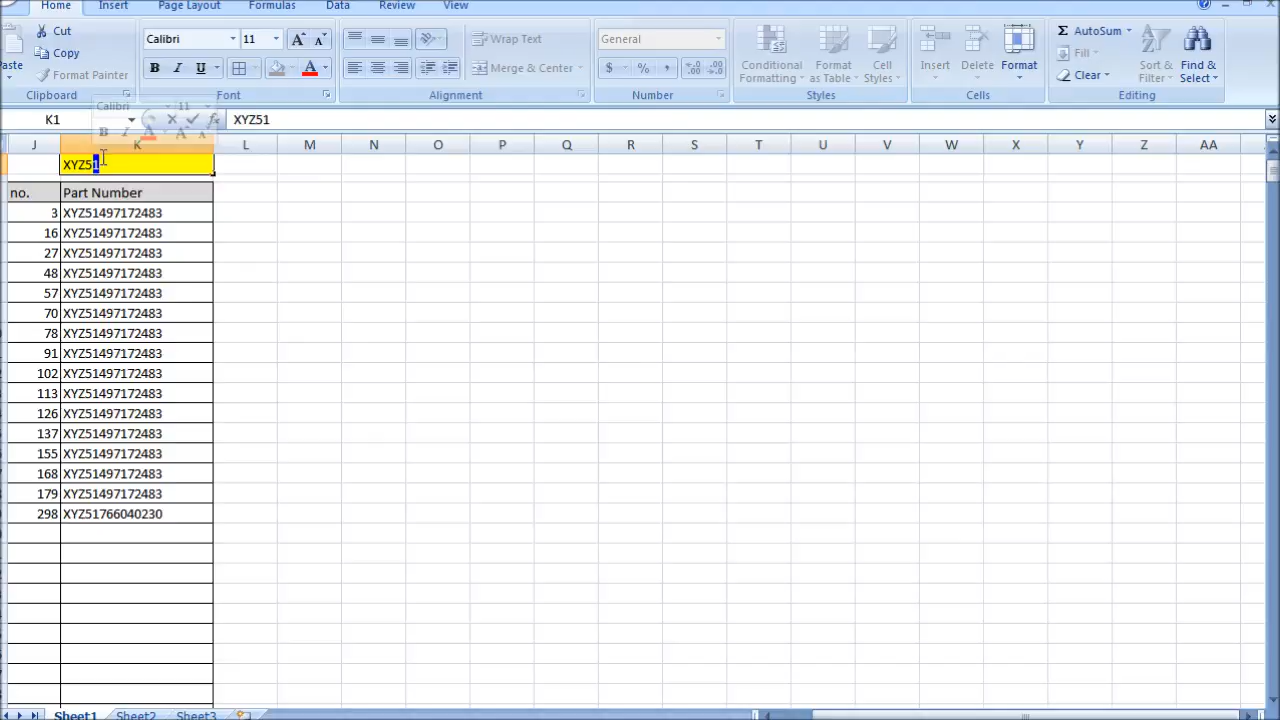 Home Insert Page Layout Formulas Data Review View
Cut
Copy
Paste
Format Painter
Clipboard
Calibri 11
B I U
Font
Wrap Text
Merge & Center
Alignment
General
$ % ,
Number
Conditional Formatting
Format as Table
Cell Styles
Styles
Insert Delete Format
Cells
AutoSum
Fill
Clear
Sort & Filter
Find & Select
Editing
Calibri 11
B I A A A
K1 fx XYZ51
J K L M N O P Q R S T U V W X Y Z AA
XYZ51
no. Part Number
3 XYZ51497172483
16 XYZ51497172483
27 XYZ51497172483
48 XYZ51497172483
57 XYZ51497172483
70 XYZ51497172483
78 XYZ51497172483
91 XYZ51497172483
102 XYZ51497172483
113 XYZ51497172483
126 XYZ51497172483
137 XYZ51497172483
155 XYZ51497172483
168 XYZ51497172483
179 XYZ51497172483
298 XYZ51766040230
Sheet1 Sheet2 Sheet3